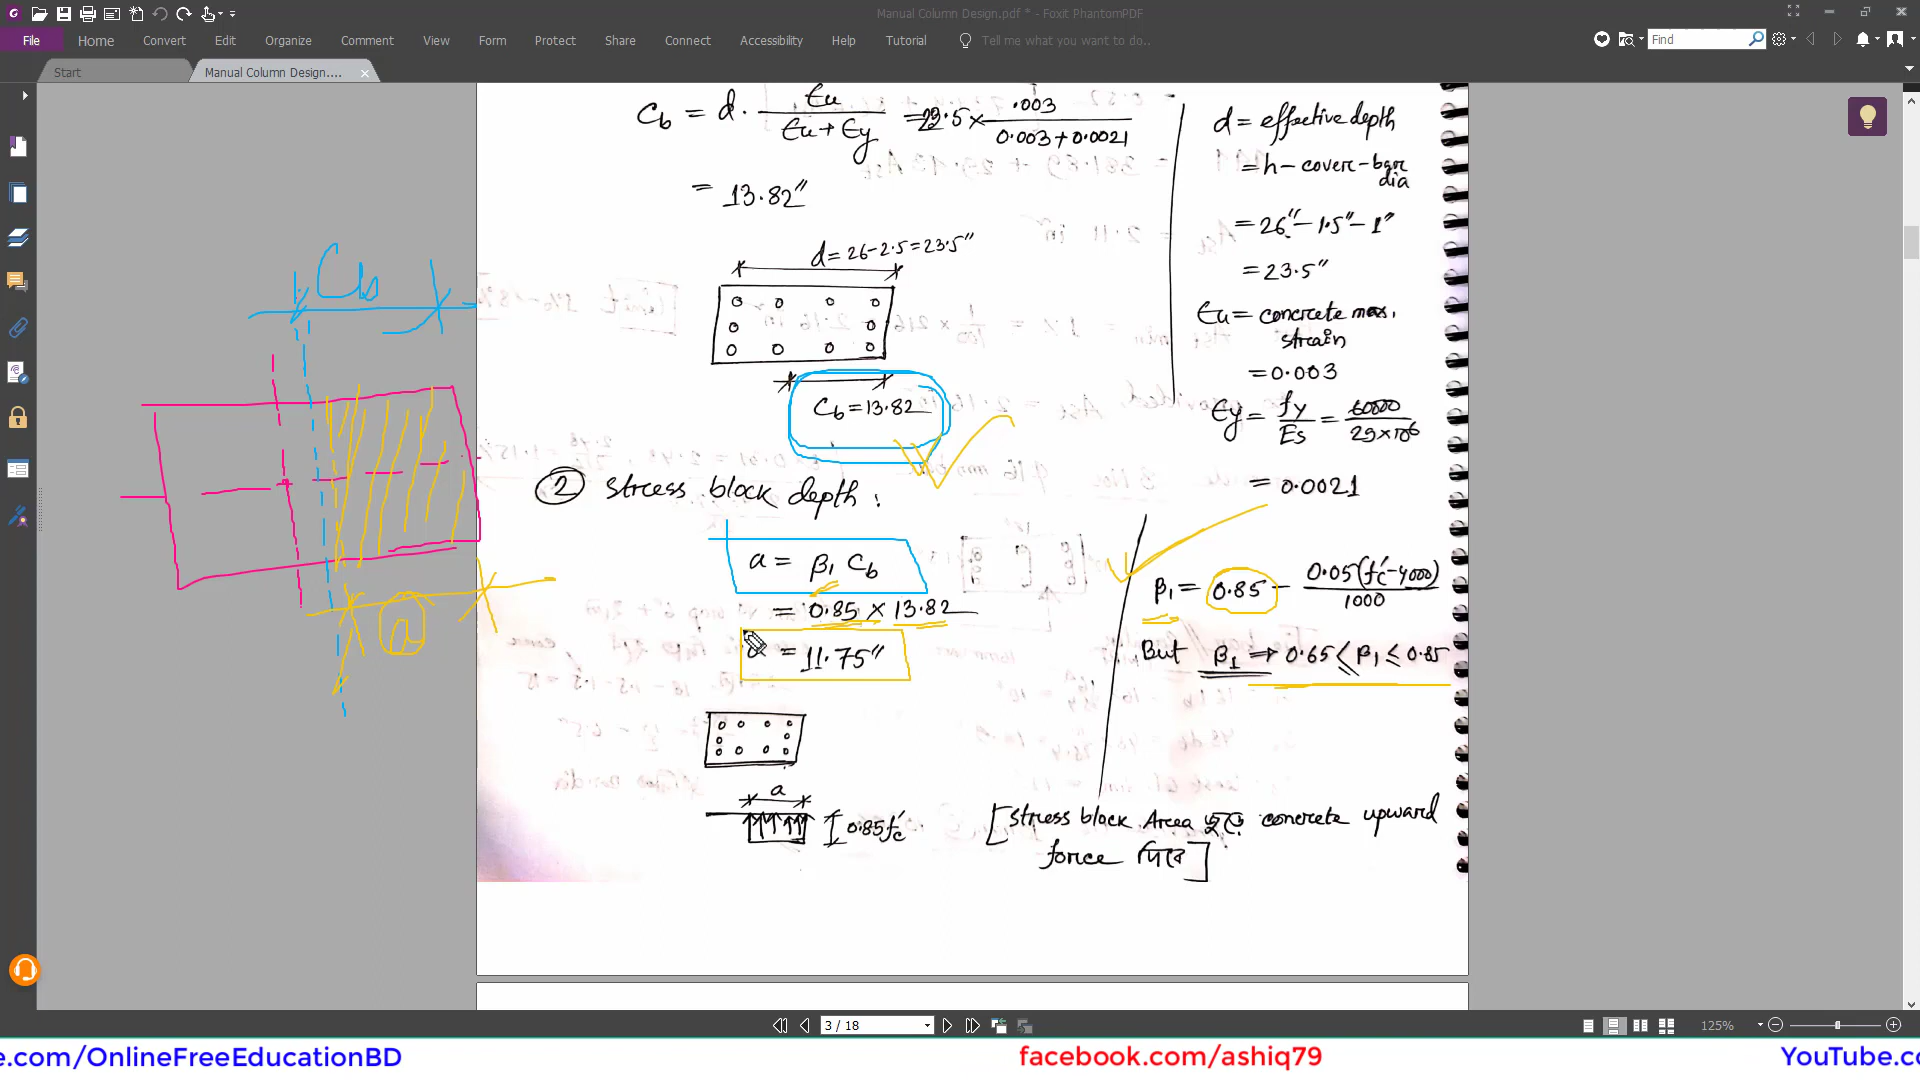 Manual Column Design.pdf * - Foxit PhantomPDF
File Home Convert Edit Organize Comment View Form Protect Share Connect Accessibility Help Tutorial Tell me what you want to do.. Find
Start Manual Column Design....
Cb = d · ϵu / (ϵu + ϵy) = 23.5 × .003 / (0.003 + 0.0021)
= 13.82"
d = 26 - 2.5 = 23.5"
Cb = 13.82
d = effective depth
= h - cover - bar dia
= 26" - 1.5" - 1"
= 23.5"
ϵu = concrete max. strain
= 0.003
ϵy = fy / Es = 60000 / 29×10⁶
= 0.0021
Cb
a
② Stress block depth :
a = β1 Cb
= 0.85 × 13.82
= 11.75"
β1 = 0.85 - 0.05(f'c - 4000) / 1000
But β1 ⇒ 0.65 ≤ β1 ≤ 0.85
a
0.85f'c
[stress block Area concrete upward
force ]
3 / 18
125%
e.com/OnlineFreeEducationBD
facebook.com/ashiq79
YouTube.c